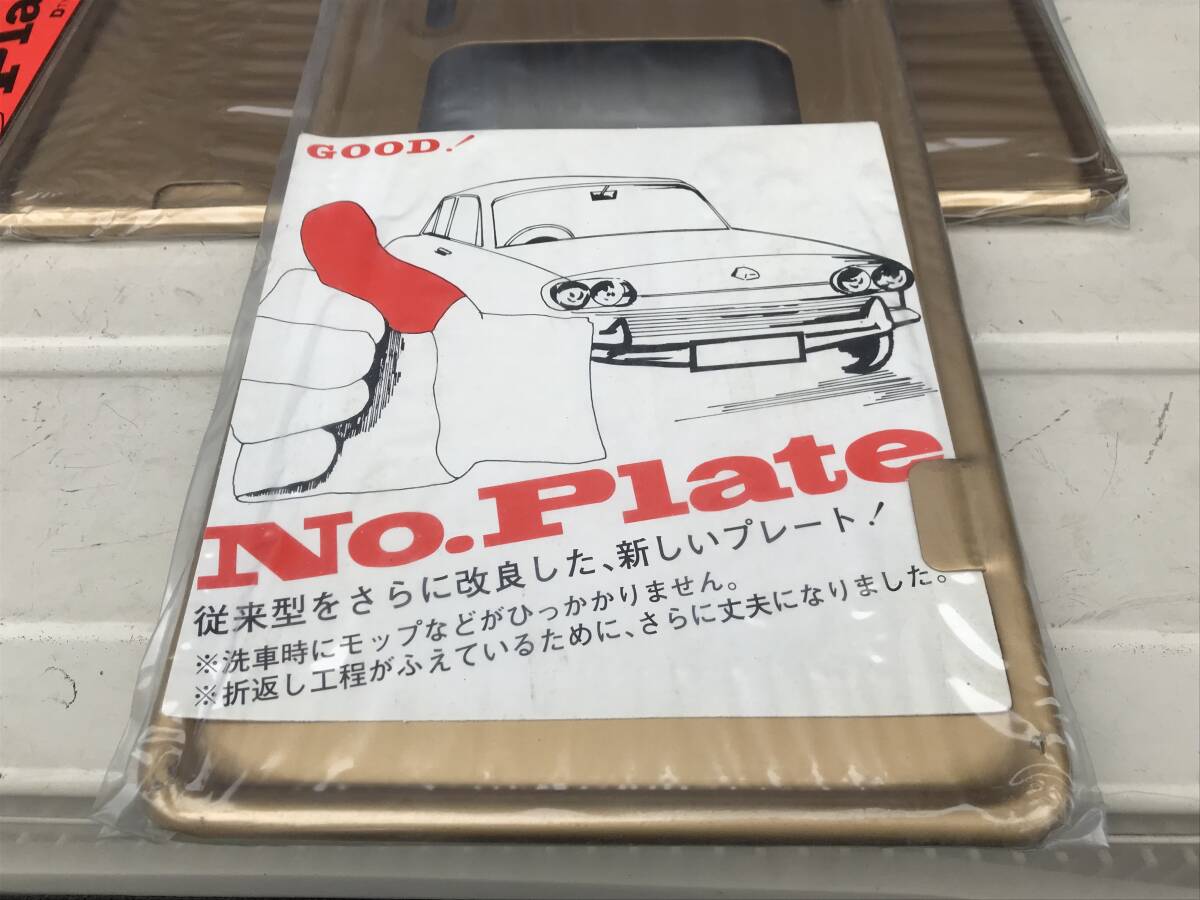 GOOD!
No.Plate
従来型をさらに改良した、新しいプレート!
※洗車時にモップなどがひっかかりません。
※折返し工程がふえているために、さらに丈夫になりました。